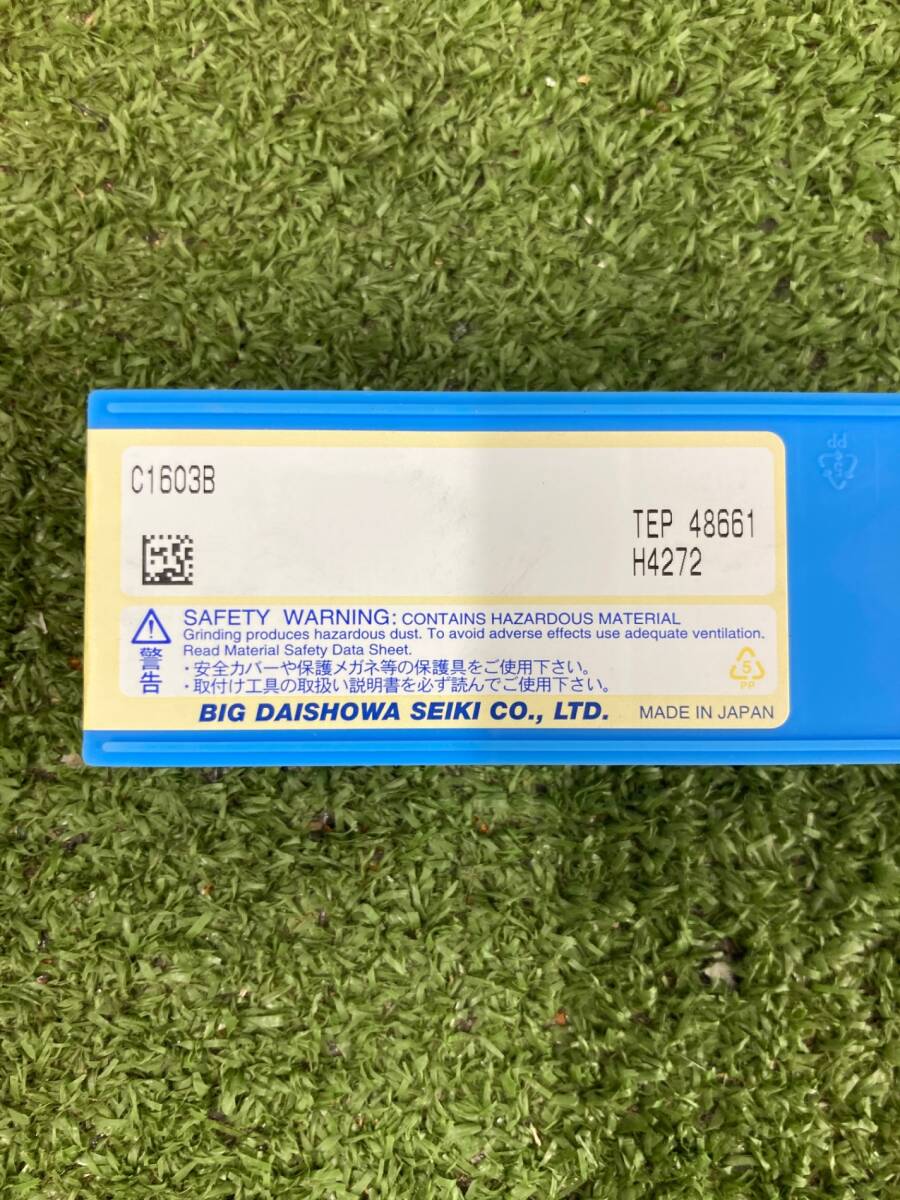 C1603B
TEP 48661
H4272
SAFETY WARNING: CONTAINS HAZARDOUS MATERIAL
Grinding produces hazardous dust. To avoid adverse effects use adequate ventilation.
Read Material Safety Data Sheet.
警告
・安全カバーや保護メガネ等の保護具をご使用下さい。
・取付け工具の取扱い説明書を必ず読んでご使用下さい。
5
PP
BIG DAISHOWA SEIKI CO., LTD.
MADE IN JAPAN
5
PP